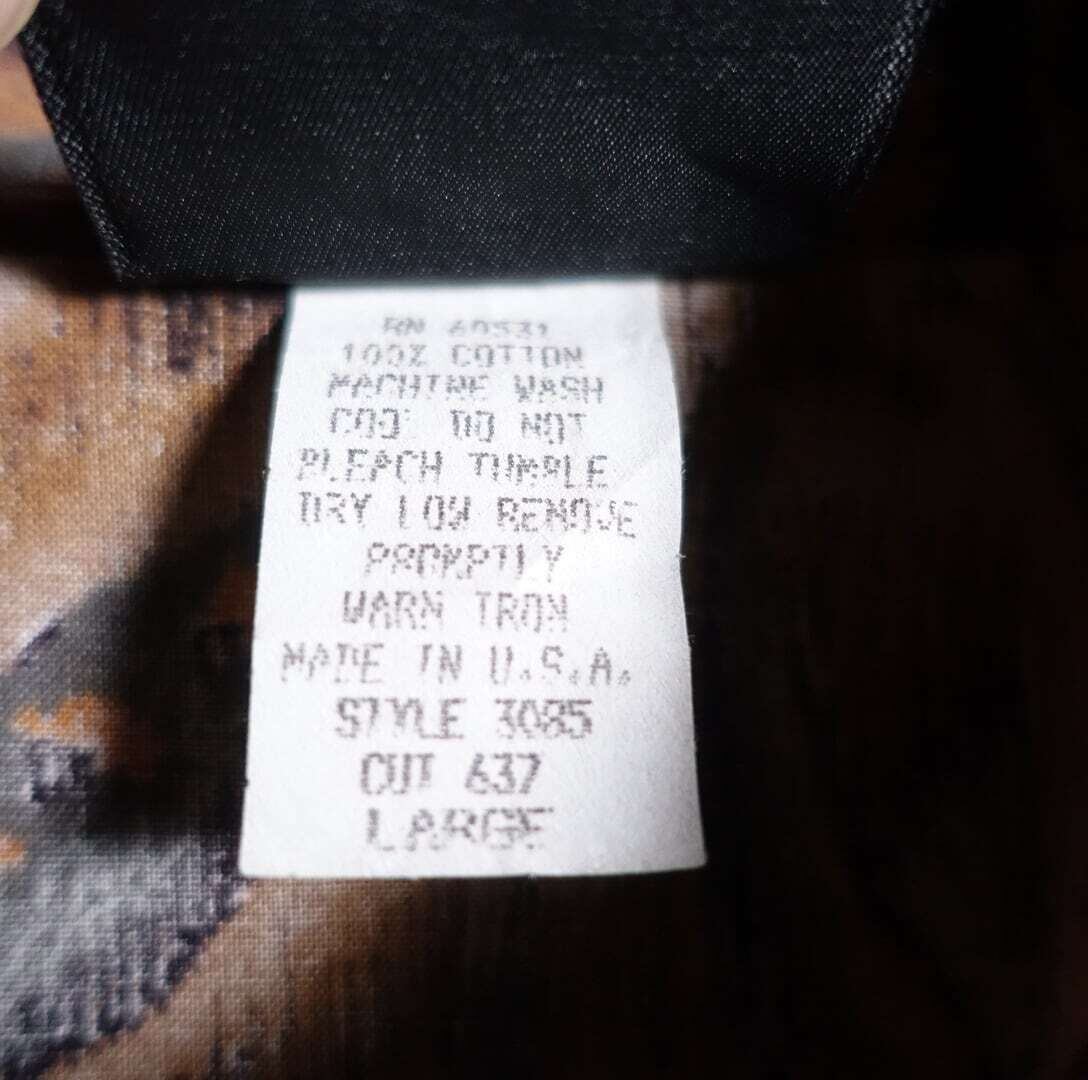 RN 60531
100% COTTON
MACHINE WASH
COOL DO NOT
BLEACH TUMBLE
DRY LOW REMOVE
PROMPTLY
WARM IRON
MADE IN U.S.A.
STYLE 3085
CUT 637
LARGE